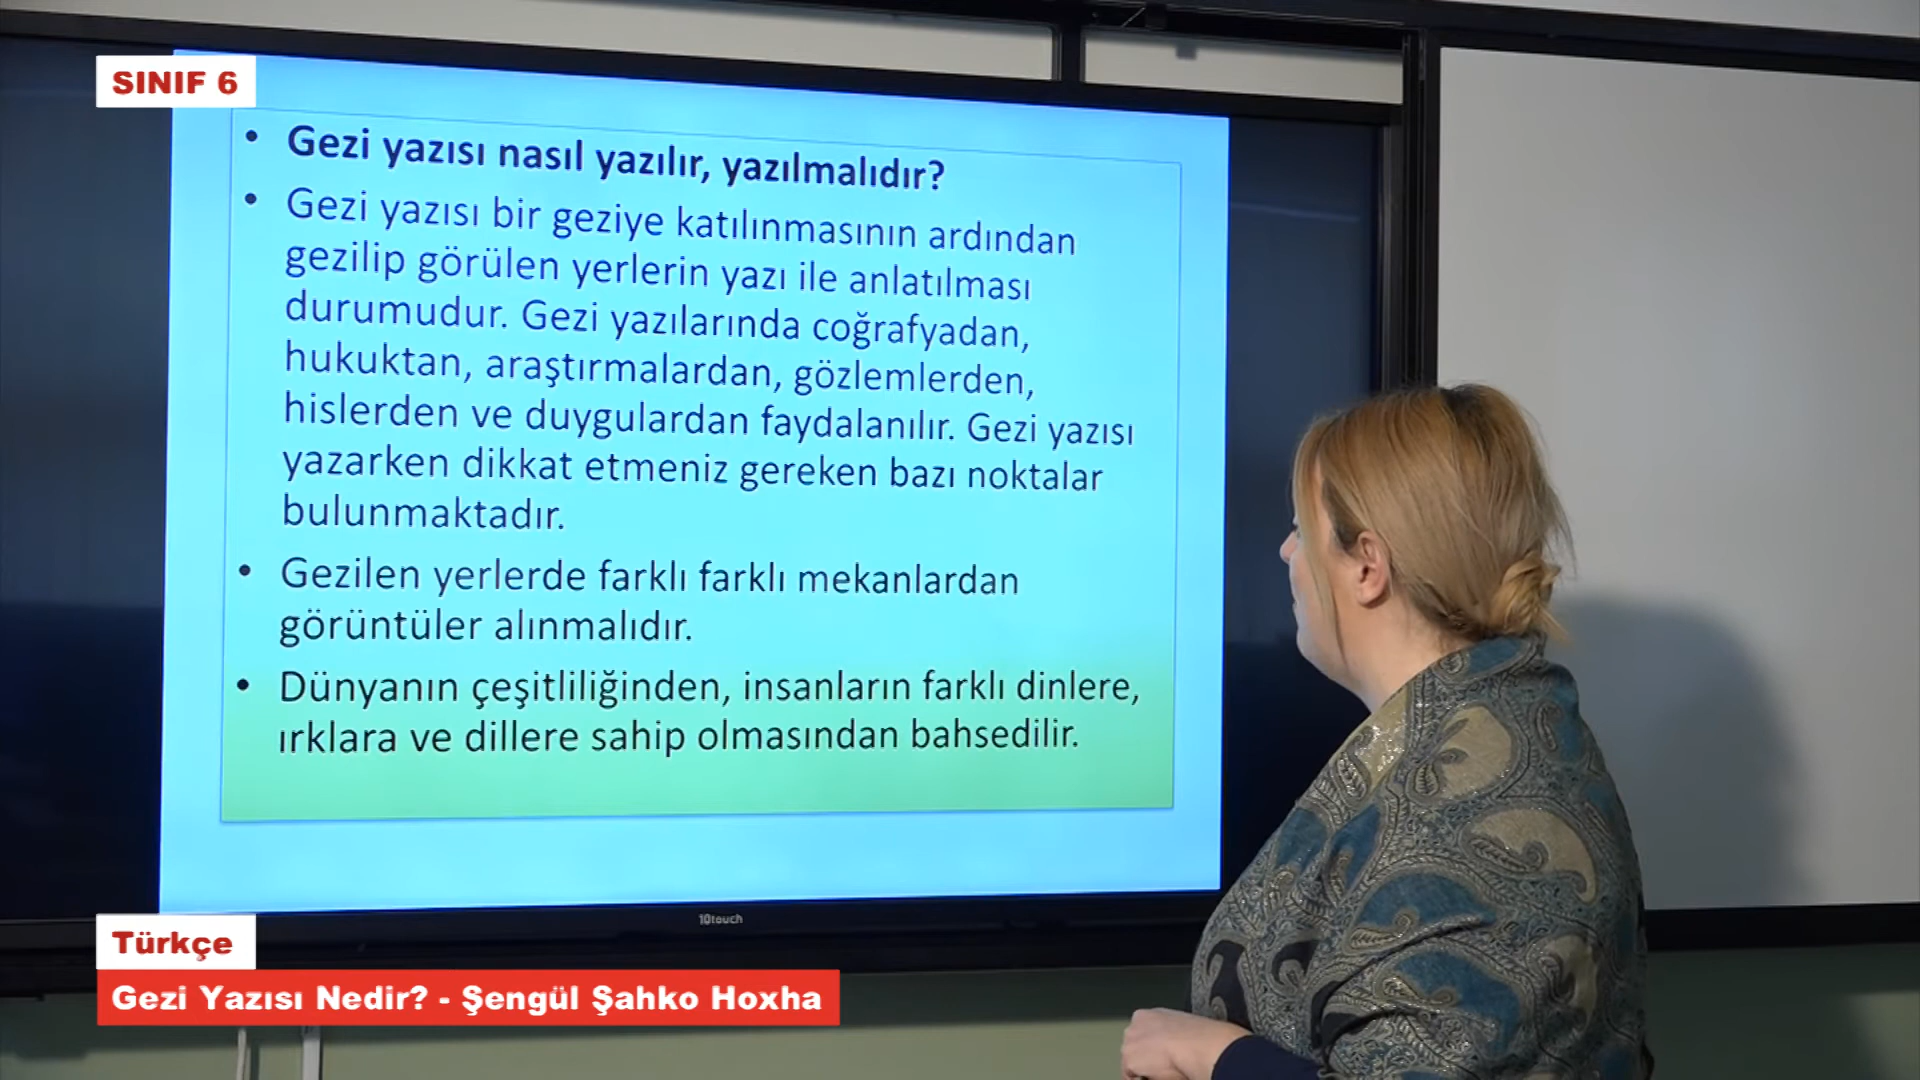 SINIF 6
• Gezi yazısı nasıl yazılır, yazılmalıdır?
• Gezi yazısı bir geziye katılınmasının ardından
gezilip görülen yerlerin yazı ile anlatılması
durumudur. Gezi yazılarında coğrafyadan,
hukuktan, araştırmalardan, gözlemlerden,
hislerden ve duygulardan faydalanılır. Gezi yazısı
yazarken dikkat etmeniz gereken bazı noktalar
bulunmaktadır.
• Gezilen yerlerde farklı farklı mekanlardan
görüntüler alınmalıdır.
• Dünyanın çeşitliliğinden, insanların farklı dinlere,
ırklara ve dillere sahip olmasından bahsedilir.
10touch
Türkçe
Gezi Yazısı Nedir? - Şengül Şahko Hoxha